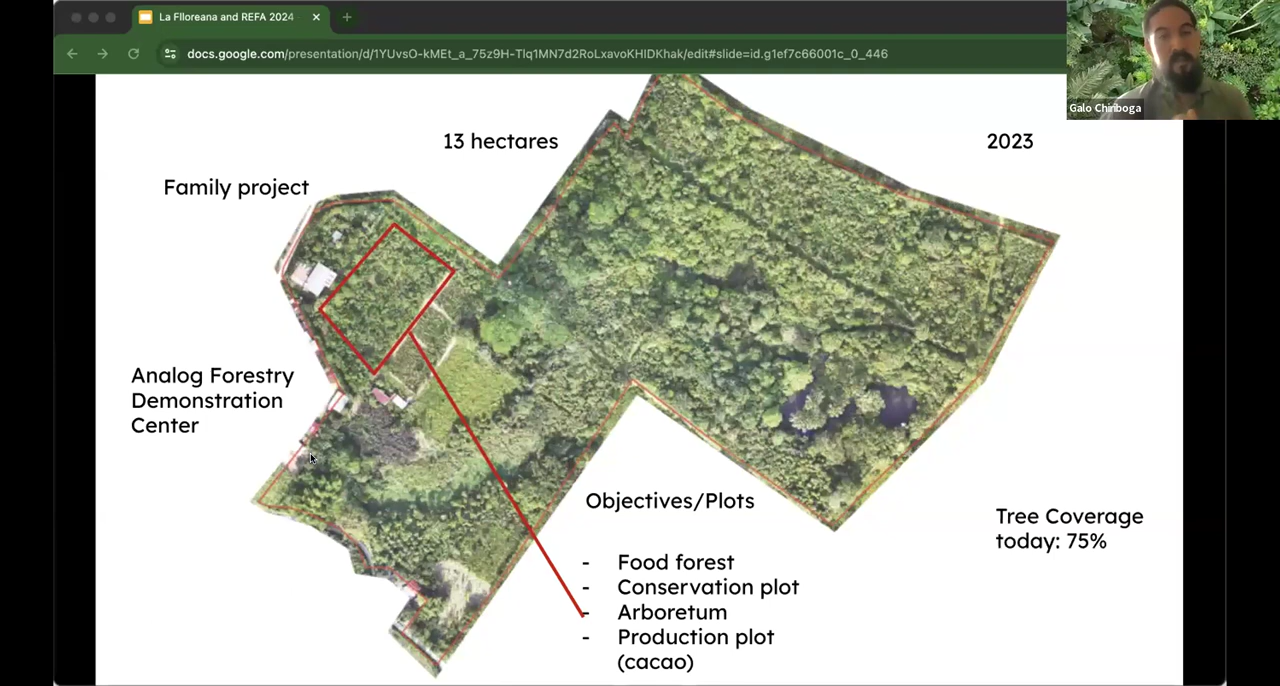 La Flloreana and REFA 2024
docs.google.com/presentation/d/1YUvsO-kMEt_a_75z9H-Tlq1MN7d2RoLxavoKHIDKhak/edit#slide=id.g1ef7c66001c_0_446
Galo Chiriboga
13 hectares
2023
Family project
Analog Forestry
Demonstration
Center
Objectives/Plots
- Food forest
- Conservation plot
- Arboretum
- Production plot
(cacao)
Tree Coverage
today: 75%